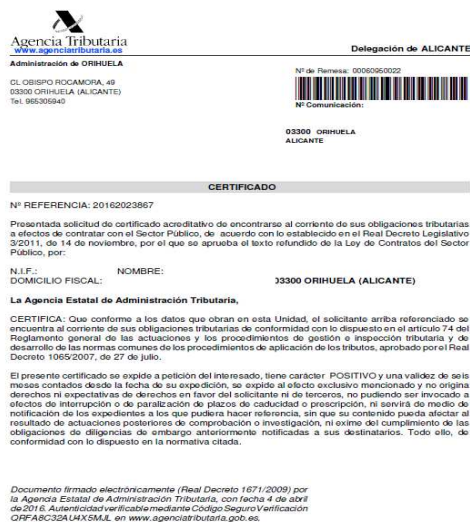 Agencia Tributaria
www.agenciatributaria.es
Delegación de ALICANTE
Administración de ORIHUELA
CL OBISPO ROCAMORA, 49
03300 ORIHUELA (ALICANTE)
Tel. 965305940
Nº de Remesa: 00060950022
Nº Comunicación:
03300 ORIHUELA
ALICANTE
CERTIFICADO
Nº REFERENCIA: 20162023867
Presentada solicitud de certificado acreditativo de encontrarse al corriente de sus obligaciones tributarias
a efectos de contratar con el Sector Público, de acuerdo con lo establecido en el Real Decreto Legislativo
3/2011, de 14 de noviembre, por el que se aprueba el texto refundido de la Ley de Contratos del Sector
Público, por:
N.I.F.: NOMBRE:
DOMICILIO FISCAL: 03300 ORIHUELA (ALICANTE)
La Agencia Estatal de Administración Tributaria,
CERTIFICA: Que conforme a los datos que obran en esta Unidad, el solicitante arriba referenciado se
encuentra al corriente de sus obligaciones tributarias de conformidad con lo dispuesto en el artículo 74 del
Reglamento general de las actuaciones y los procedimientos de gestión e inspección tributaria y de
desarrollo de las normas comunes de los procedimientos de aplicación de los tributos, aprobado por el Real
Decreto 1065/2007, de 27 de julio.
El presente certificado se expide a petición del interesado, tiene carácter POSITIVO y una validez de seis
meses contados desde la fecha de su expedición, se expide al efecto exclusivo mencionado y no origina
derechos ni expectativas de derechos en favor del solicitante ni de terceros, no pudiendo ser invocado a
efectos de interrupción o de paralización de plazos de caducidad o prescripción, ni servirá de medio de
notificación de los expedientes a los que pudiera hacer referencia, sin que su contenido pueda afectar al
resultado de actuaciones posteriores de comprobación o investigación, ni exime del cumplimiento de las
obligaciones de diligencias de embargo anteriormente notificadas a sus destinatarios. Todo ello, de
conformidad con lo dispuesto en la normativa citada.
Documento firmado electrónicamente (Real Decreto 1671/2009) por
la Agencia Estatal de Administración Tributaria, con fecha 4 de abril
de 2016. Autenticidad verificable mediante Código Seguro Verificación
QRFA8C32AU4X5MJL en www.agenciatributaria.gob.es.